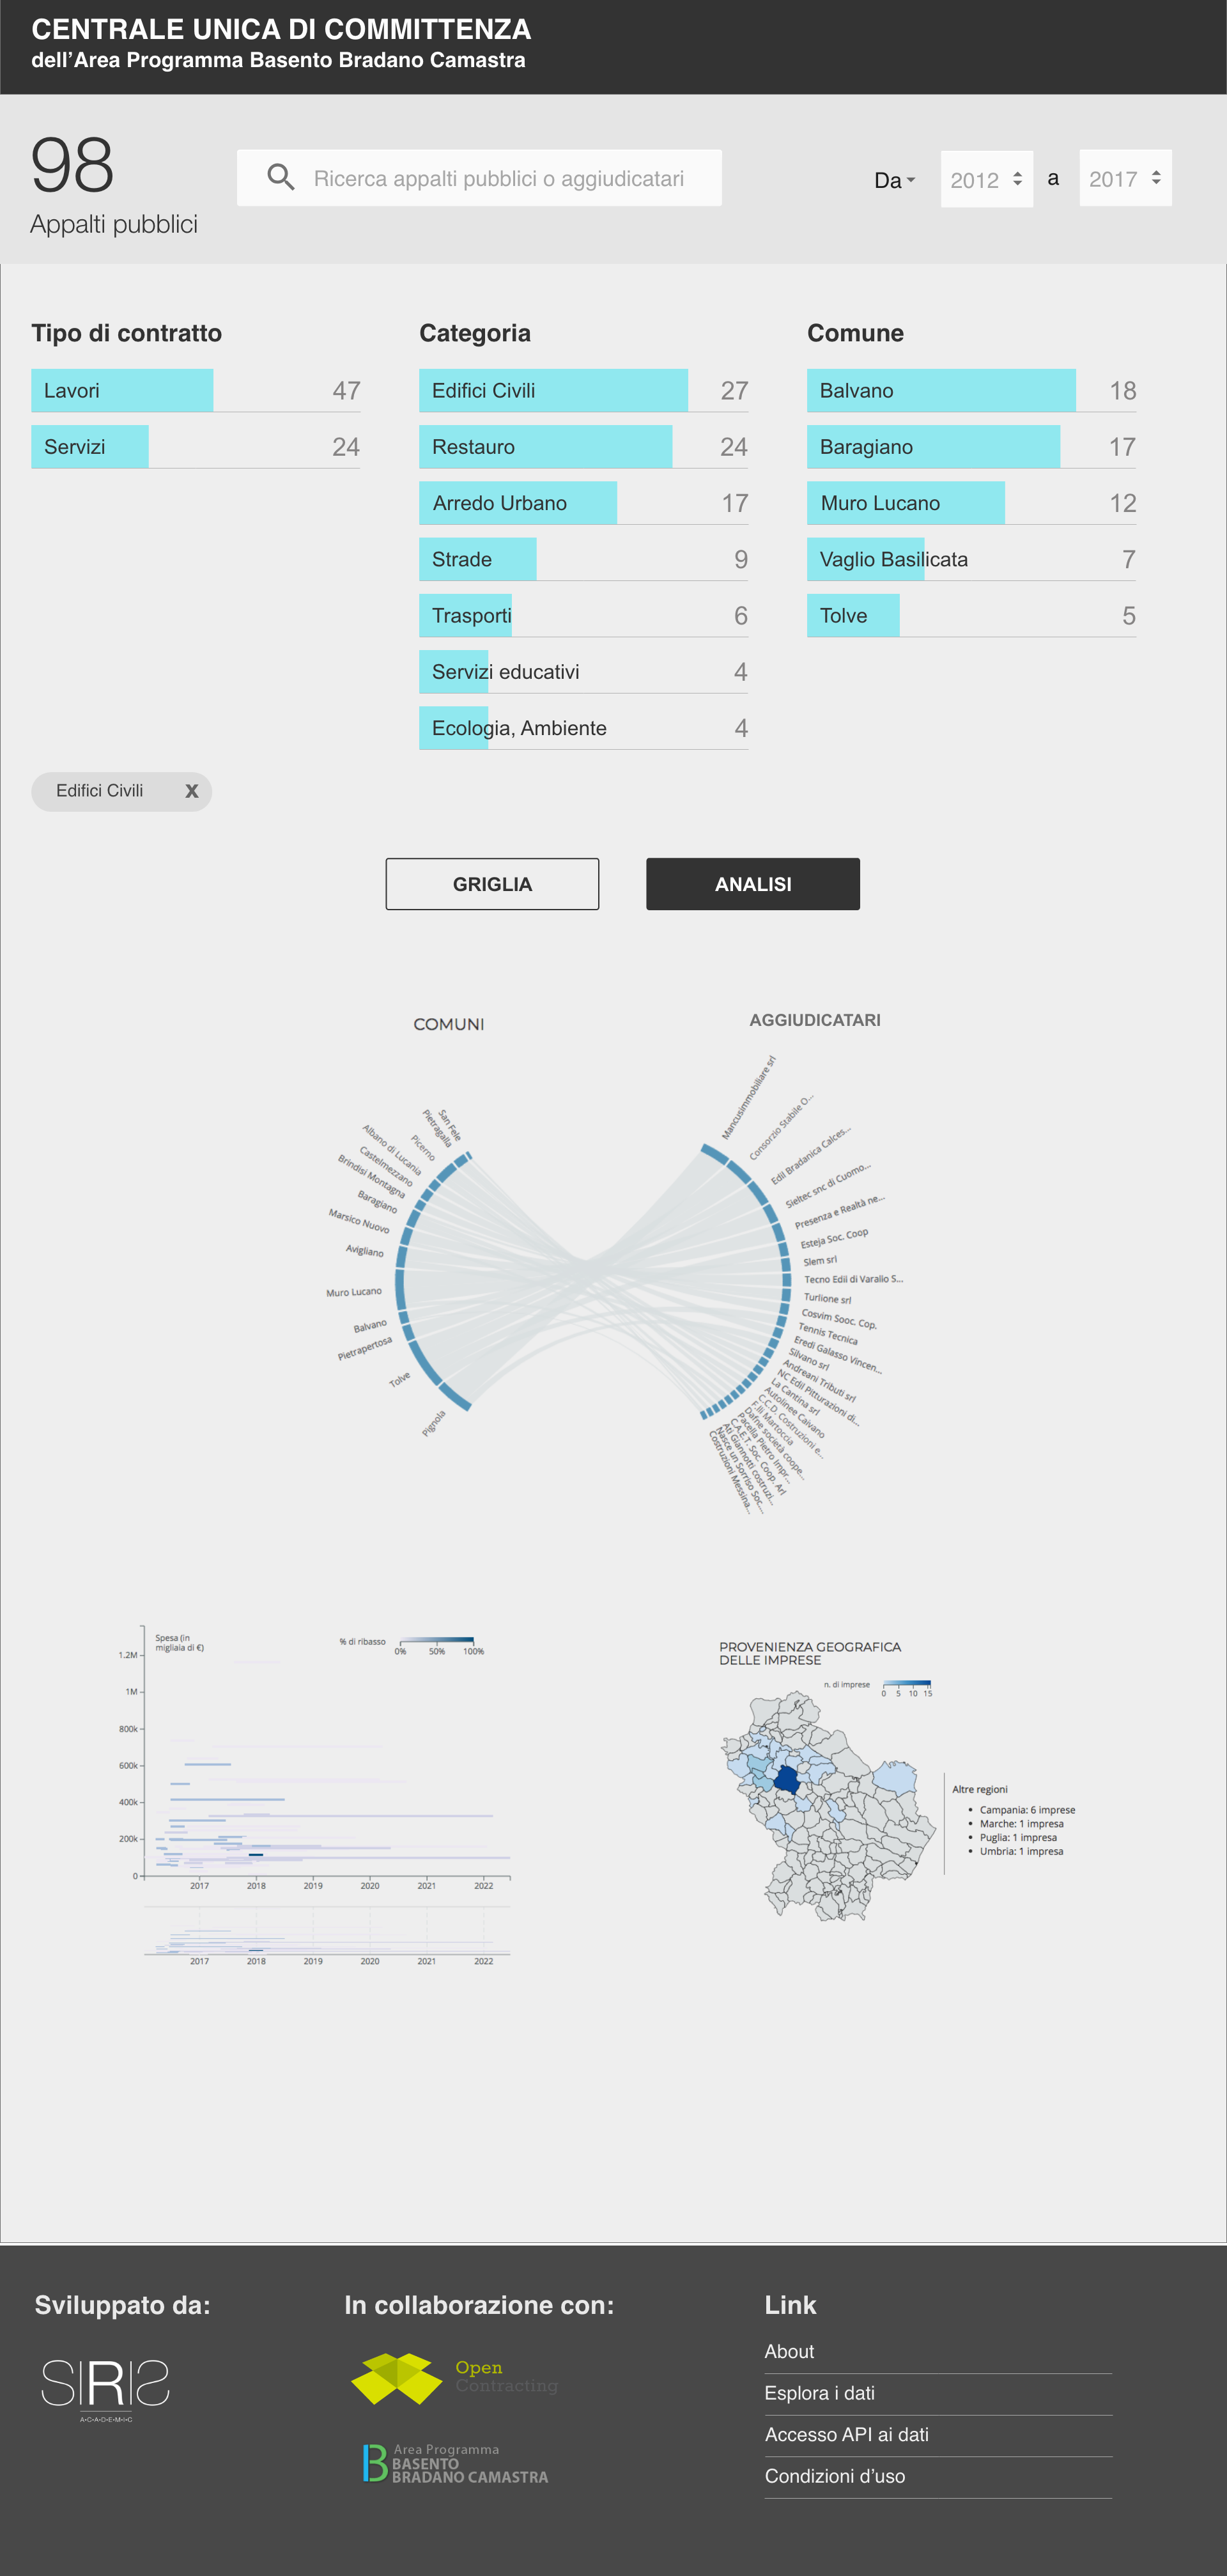 CENTRALE UNICA DI COMMITTENZA
dell’Area Programma Basento Bradano Camastra
98
Appalti pubblici
Ricerca appalti pubblici o aggiudicatari
Da
2012
a
2017
Tipo di contratto
Lavori 47
Servizi 24
Categoria
Edifici Civili 27
Restauro 24
Arredo Urbano 17
Strade 9
Trasporti 6
Servizi educativi 4
Ecologia, Ambiente 4
Comune
Balvano 18
Baragiano 17
Muro Lucano 12
Vaglio Basilicata 7
Tolve 5
Edifici Civili X
GRIGLIA
ANALISI
COMUNI
San Fele
Pietragalla
Picerno
Albano di Lucania
Castelmezzano
Brindisi Montagna
Baragiano
Marsico Nuovo
Avigliano
Muro Lucano
Balvano
Pietrapertosa
Tolve
Pignola
AGGIUDICATARI
Mancusimmobiliare srl
Consorzio Stabile O...
Edil Bradanica Calces...
Sieltec snc di Cuomo...
Presenza e Realtà ne...
Esteja Soc. Coop
Slem srl
Tecno Edil di Varalio S...
Turlione srl
Cosvim Sooc. Cop.
Tennis Tecnica
Eredi Galasso Vincen...
Silvano srl
Andreani Tributi srl
NC Edil Pitturazioni di...
La Cantina srl
Autolinee Caivano
C.C.D. Costruzioni e...
F.lli Martoccia
Dafne società coope...
Pacella Pietro Impr...
C.A.E.T. Soc. Coop. Arl
Ati Giannotti costruzi...
Nasce un Sorriso Soc....
Costruzioni Messina...
Spesa (in
migliaia di €)
% di ribasso
0% 50% 100%
1.2M
1M
800k
600k
400k
200k
0
2017 2018 2019 2020 2021 2022
2017 2018 2019 2020 2021 2022
PROVENIENZA GEOGRAFICA
DELLE IMPRESE
n. di imprese
0 5 10 15
Altre regioni
• Campania: 6 imprese
• Marche: 1 impresa
• Puglia: 1 impresa
• Umbria: 1 impresa
Sviluppato da:
SIRIS
A•C•A•D•E•M•I•C
In collaborazione con:
Open
Contracting
B
Area Programma
BASENTO
BRADANO CAMASTRA
Link
About
Esplora i dati
Accesso API ai dati
Condizioni d’uso